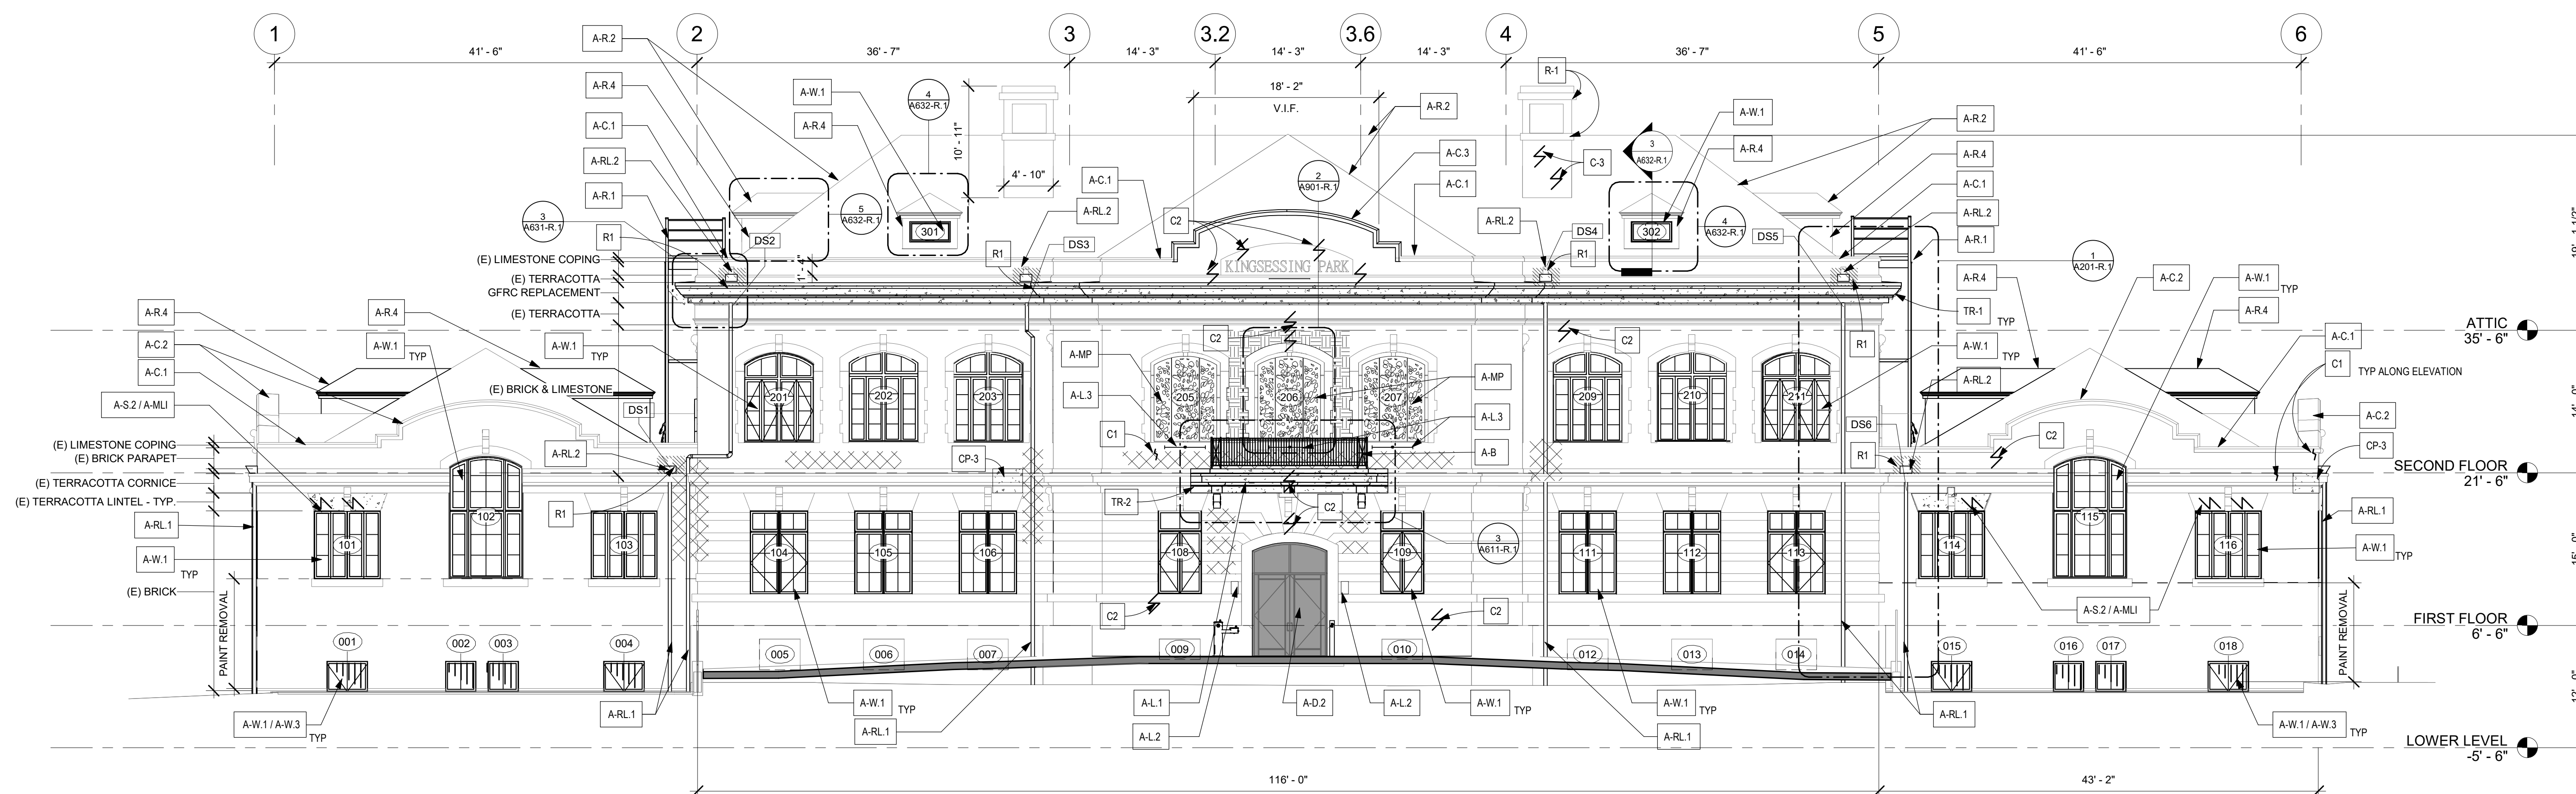 1
2
3
3.2
3.6
4
5
6
41' - 6"
36' - 7"
14' - 3"
14' - 3"
14' - 3"
36' - 7"
41' - 6"
A-R.2
A-R.4
A-C.1
A-RL.2
A-R.1
3
A631-R.1
R1
DS2
5
A632-R.1
A-W.1
A-R.4
4
A632-R.1
301
10' - 11"
4' - 10"
18' - 2"
V.I.F.
A-R.2
A-C.3
A-C.1
A-C.1
2
A901-R.1
C2
A-RL.2
DS3
R1
1' - 4"
KINGSESSING PARK
R-1
C-3
3
A632-R.1
A-W.1
A-R.4
4
A632-R.1
302
A-RL.2
DS4
R1
DS5
A-R.2
A-R.4
A-C.1
A-RL.2
A-R.1
1
A201-R.1
A-R.4
A-C.2
A-W.1
TYP
A-R.4
TR-1
TYP
A-W.1
TYP
R1
A-RL.2
A-C.1
C1
TYP ALONG ELEVATION
A-C.2
CP-3
DS6
R1
C2
(E) LIMESTONE COPING
(E) TERRACOTTA
GFRC REPLACEMENT
(E) TERRACOTTA
A-R.4
A-R.4
A-C.2
A-W.1
TYP
A-W.1
TYP
A-C.1
(E) BRICK & LIMESTONE
A-S.2 / A-MLI
DS1
(E) LIMESTONE COPING
(E) BRICK PARAPET
(E) TERRACOTTA CORNICE
(E) TERRACOTTA LINTEL - TYP.
A-RL.2
R1
A-RL.1
A-W.1
TYP
(E) BRICK
PAINT REMOVAL
201
202
203
205
206
207
209
210
211
A-MP
A-L.3
C1
CP-3
TR-2
C2
C2
A-MP
A-L.3
A-B
C2
C2
3
A611-R.1
C2
C2
101
102
103
104
105
106
108
109
111
112
113
114
115
116
A-RL.1
A-W.1
TYP
A-S.2 / A-MLI
PAINT REMOVAL
001
002
003
004
005
006
007
009
010
012
013
014
015
016
017
018
A-W.1 / A-W.3
TYP
A-RL.1
A-W.1
TYP
A-RL.1
A-L.1
A-L.2
A-D.2
A-L.2
A-W.1
TYP
A-W.1
TYP
A-RL.1
A-RL.1
A-W.1 / A-W.3
TYP
ATTIC
35' - 6"
SECOND FLOOR
21' - 6"
FIRST FLOOR
6' - 6"
LOWER LEVEL
-5' - 6"
116' - 0"
43' - 2"